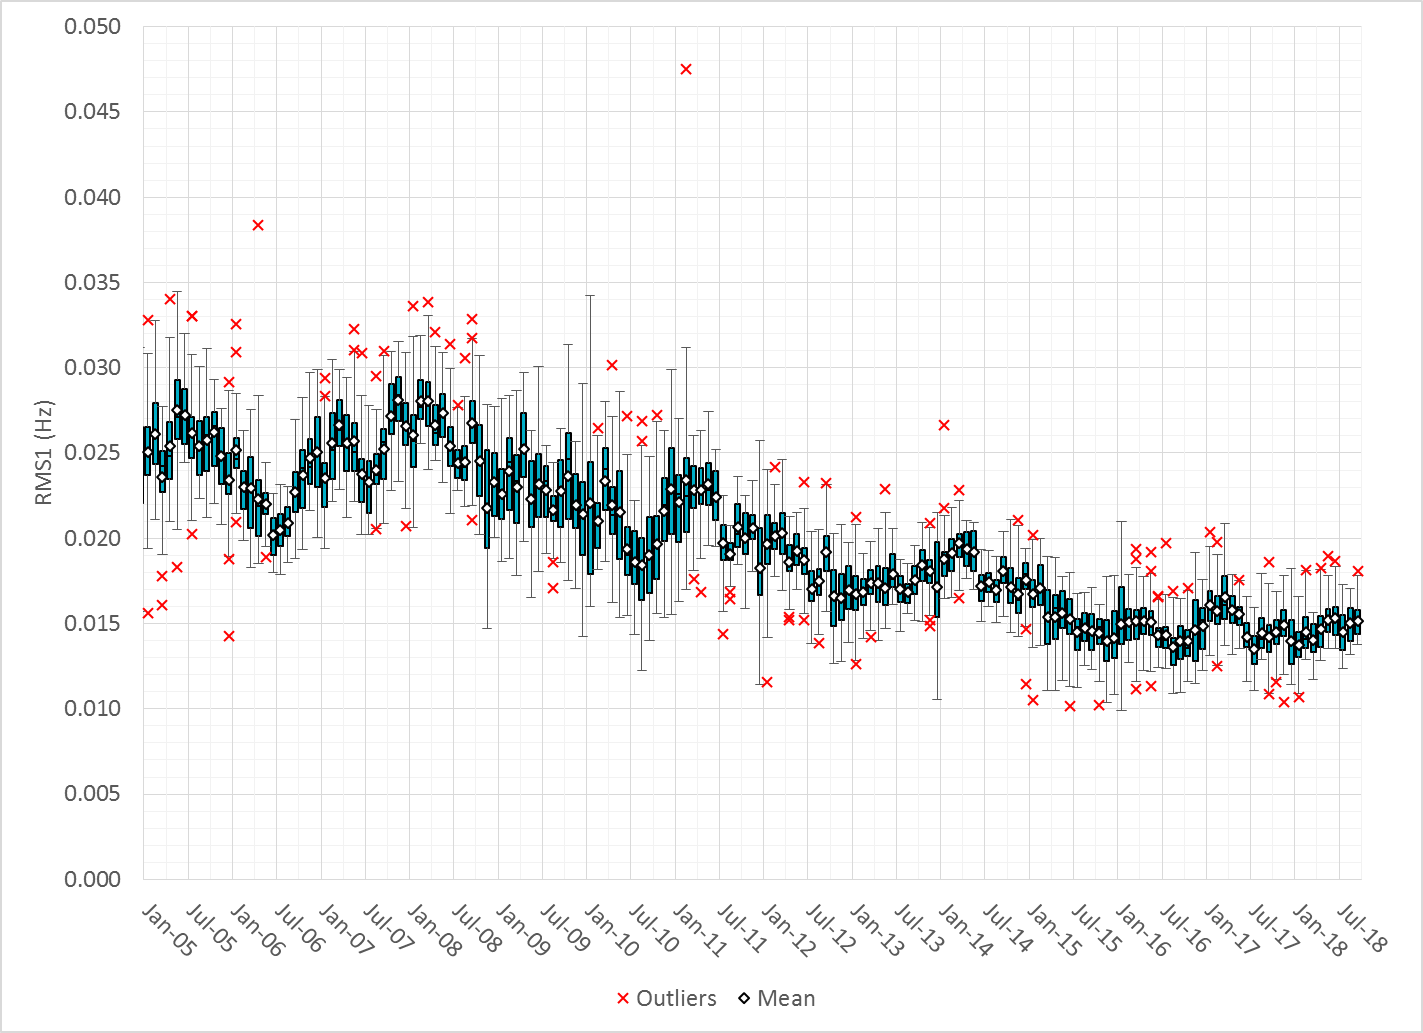 0.050
0.045
0.040
0.035
0.030
0.025
0.020
0.015
0.010
0.005
0.000
RMS1 (Hz)
Jan-05
Jul-05
Jan-06
Jul-06
Jan-07
Jul-07
Jan-08
Jul-08
Jan-09
Jul-09
Jan-10
Jul-10
Jan-11
Jul-11
Jan-12
Jul-12
Jan-13
Jul-13
Jan-14
Jul-14
Jan-15
Jul-15
Jan-16
Jul-16
Jan-17
Jul-17
Jan-18
Jul-18
Outliers Mean